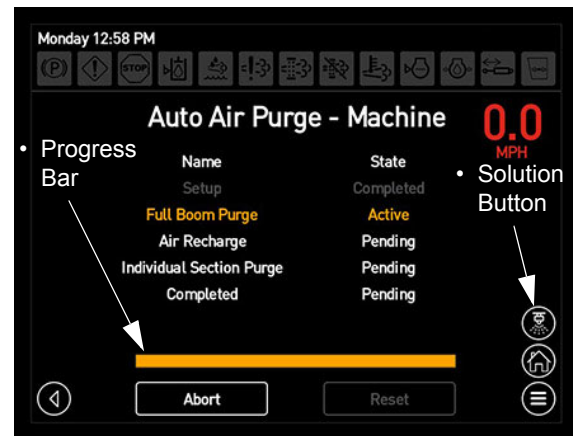 Monday 12:58 PM
(P)
STOP
Auto Air Purge - Machine
0.0
MPH
• Progress
Bar
• Solution
Button
Name State
Setup Completed
Full Boom Purge Active
Air Recharge Pending
Individual Section Purge Pending
Completed Pending
Abort Reset